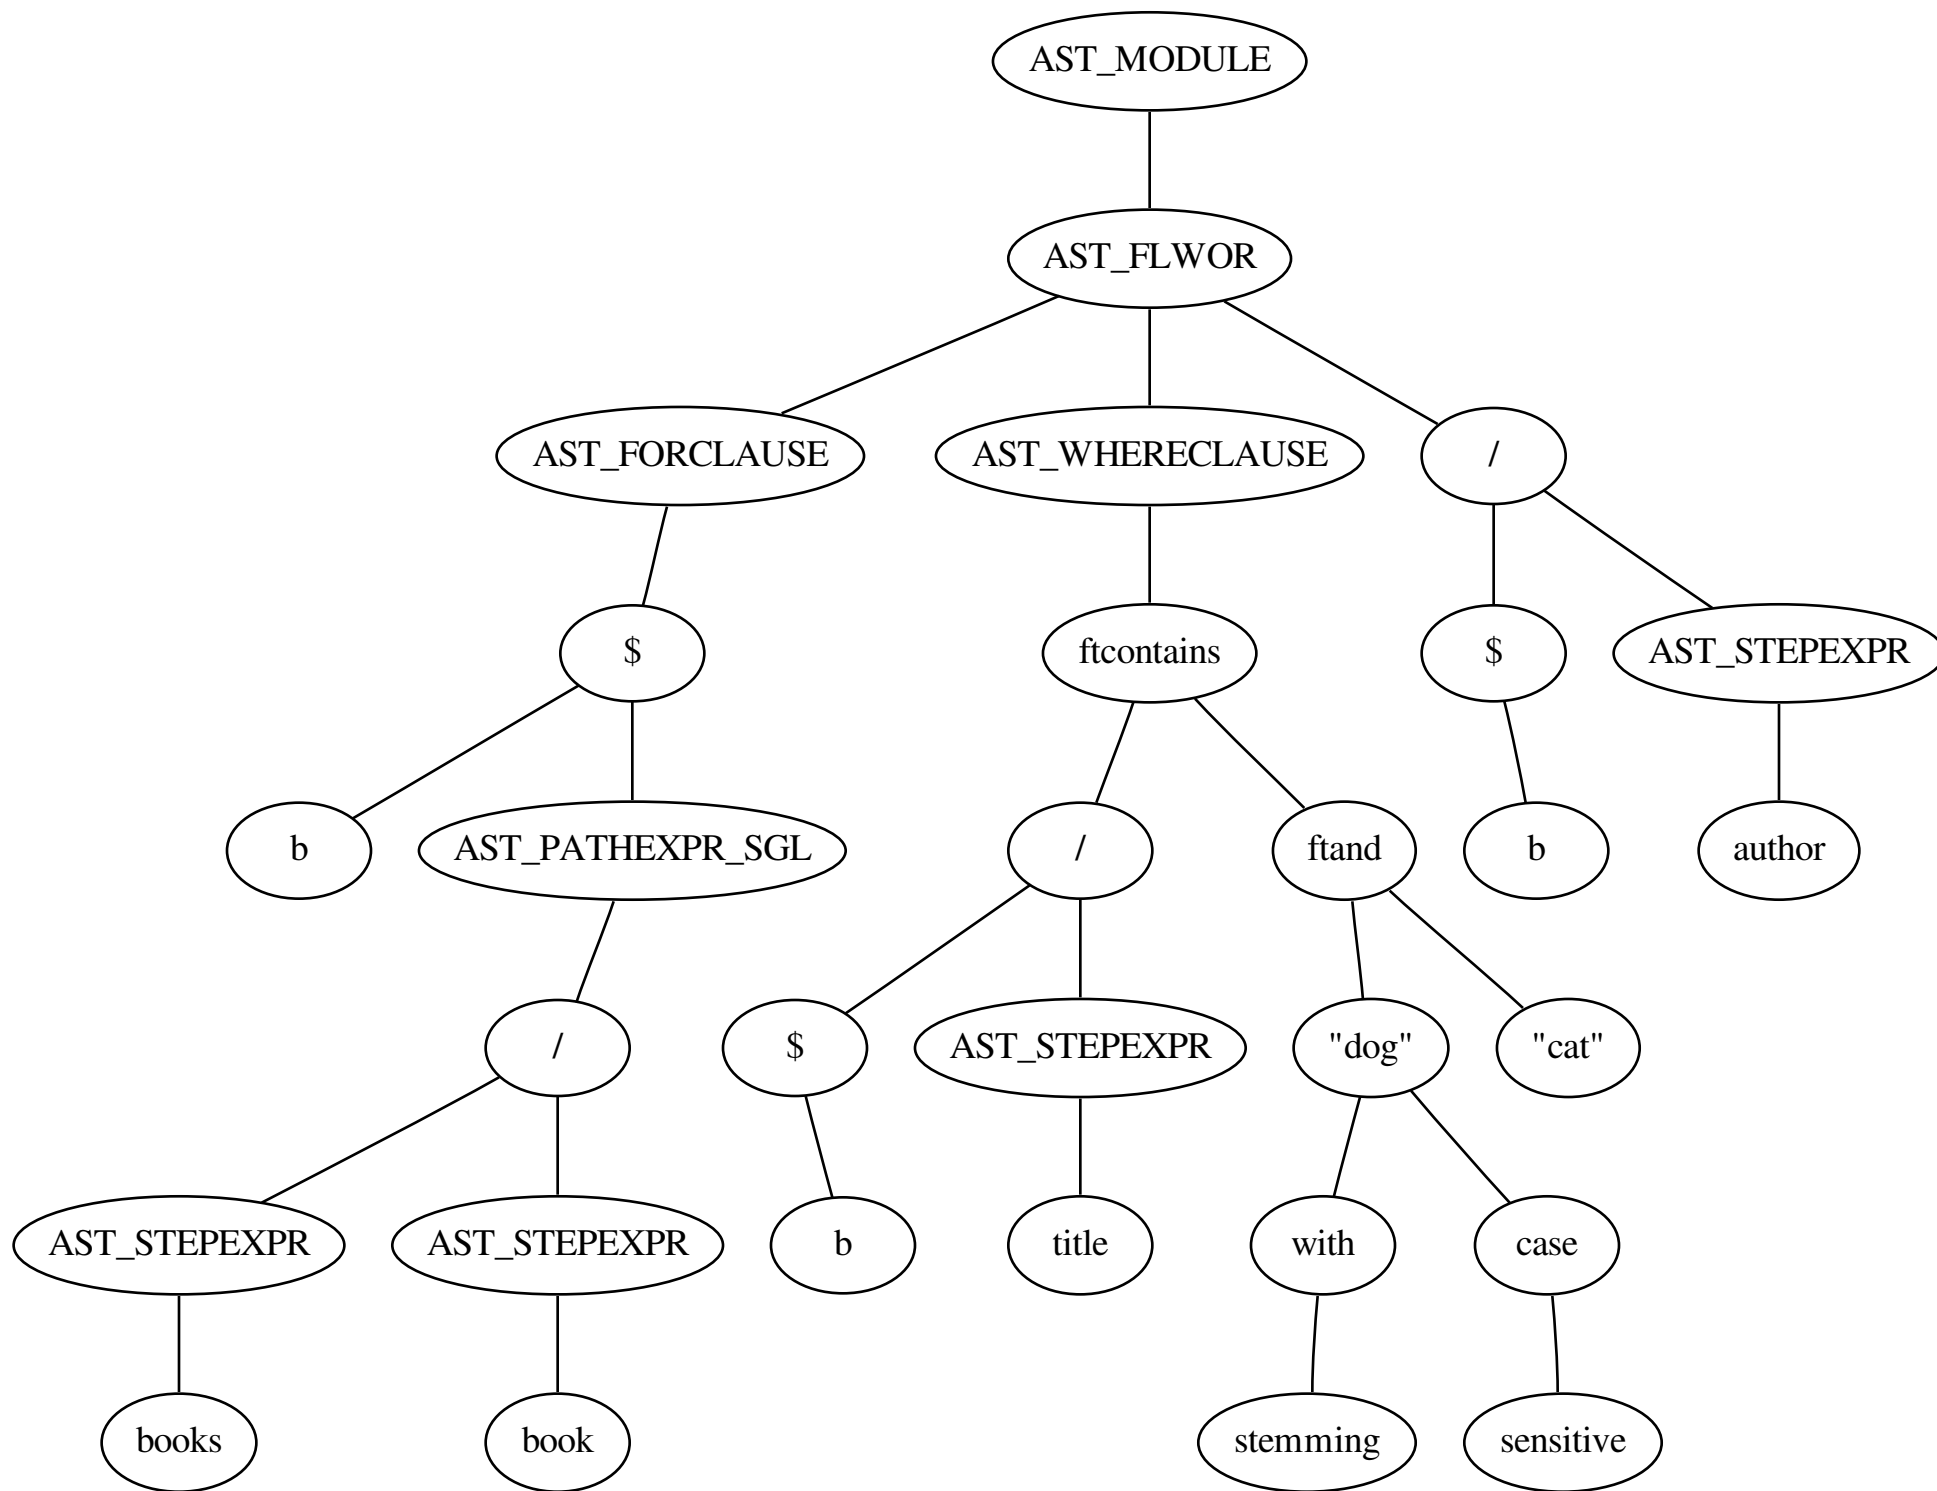 AST_MODULE
AST_FLWOR
AST_FORCLAUSE
AST_WHERECLAUSE
/
$
ftcontains
$
AST_STEPEXPR
b
AST_PATHEXPR_SGL
/
ftand
b
author
/
$
AST_STEPEXPR
"dog"
"cat"
AST_STEPEXPR
AST_STEPEXPR
b
title
with
case
books
book
stemming
sensitive